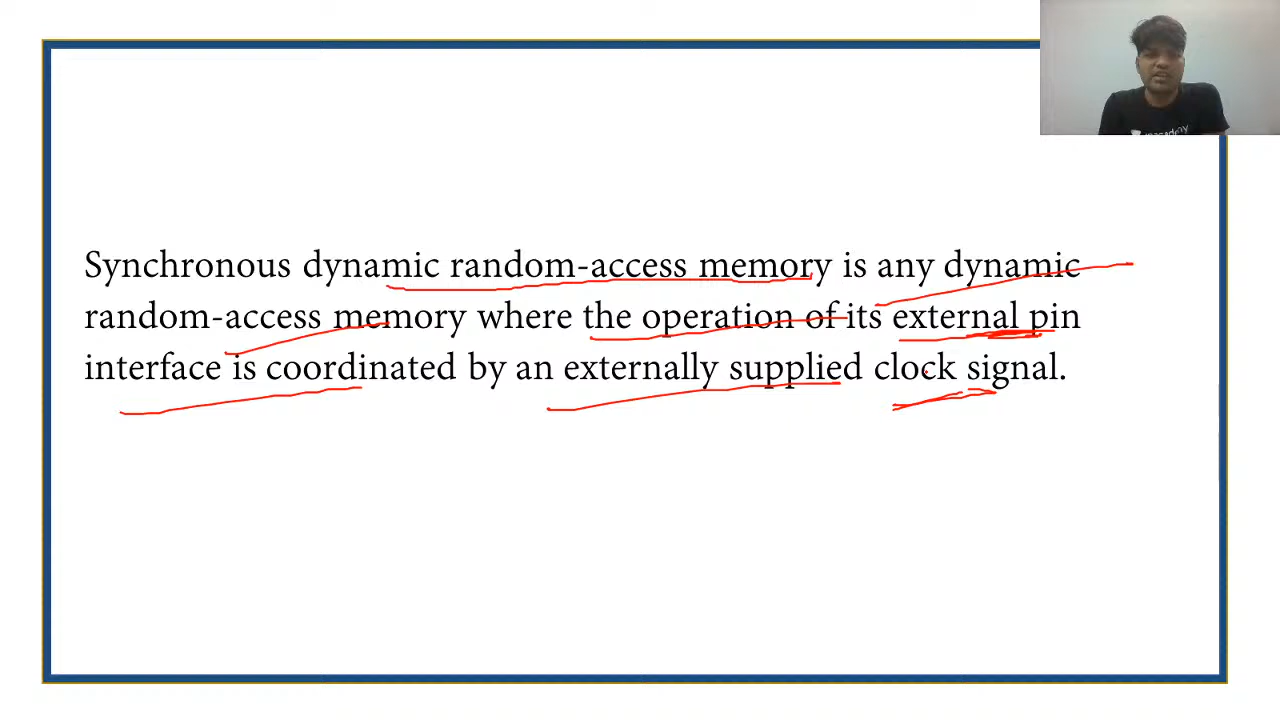 Synchronous dynamic random-access memory is any dynamic
random-access memory where the operation of its external pin
interface is coordinated by an externally supplied clock signal.